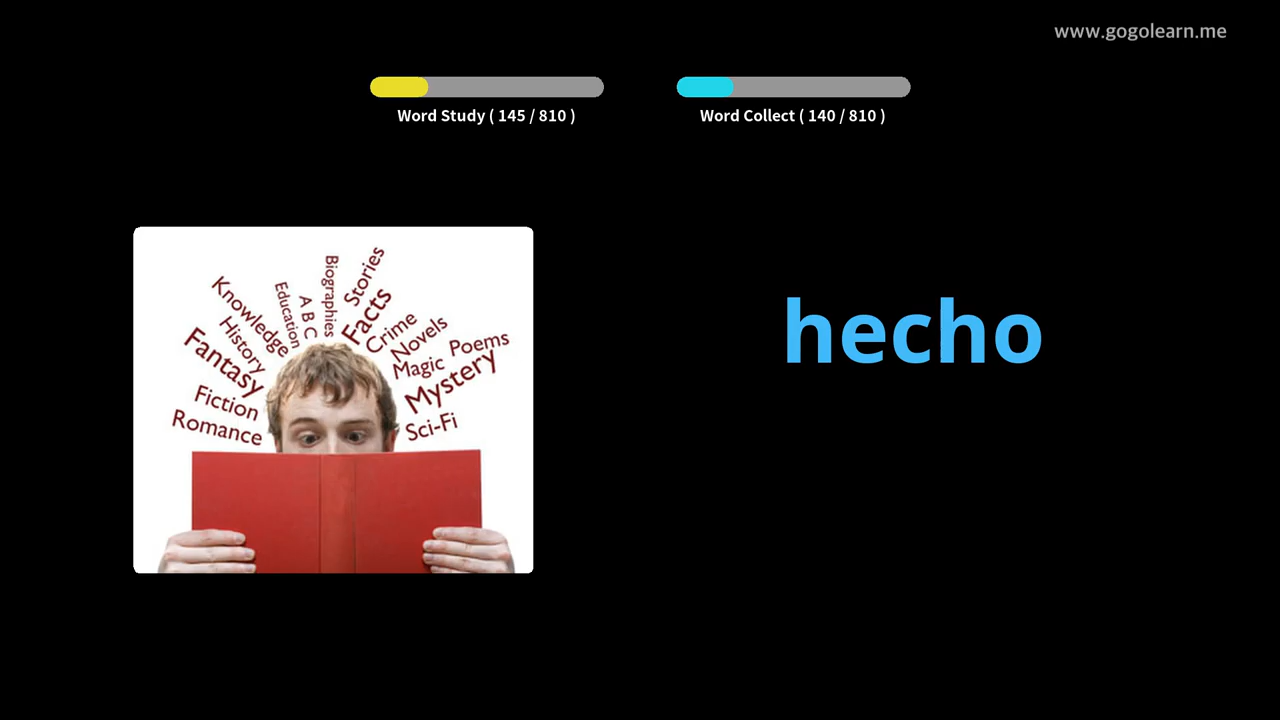 www.gogolearn.me
Word Study ( 145 / 810 )
Word Collect ( 140 / 810 )
hecho
Biographies
Stories
Education
A B C
Facts
Knowledge
Crime
History
Novels
Poems
Fantasy
Magic
Mystery
Fiction
Romance
Sci-Fi